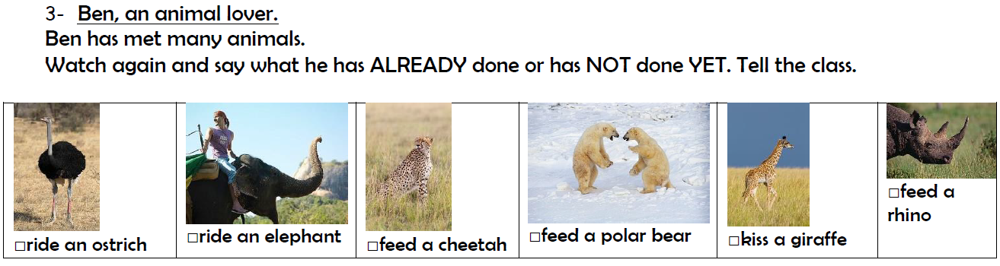 3- Ben, an animal lover.
Ben has met many animals.
Watch again and say what he has ALREADY done or has NOT done YET. Tell the class.
□ride an ostrich
□ride an elephant
□feed a cheetah
□feed a polar bear
□kiss a giraffe
□feed a
rhino